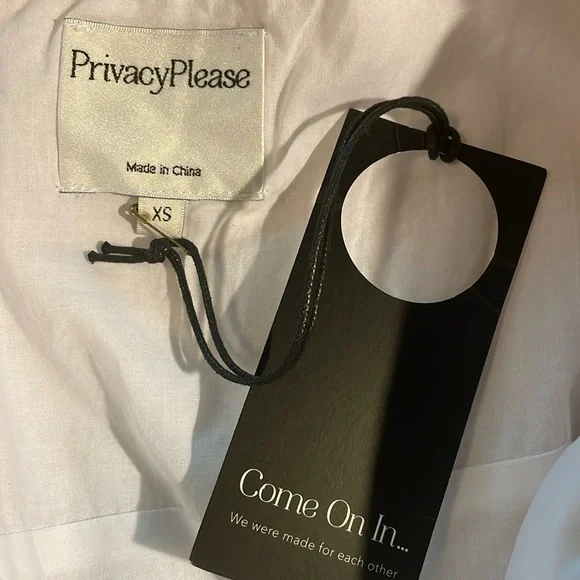 PrivacyPlease
Made in China
XS
Come On In...
We were made for each other